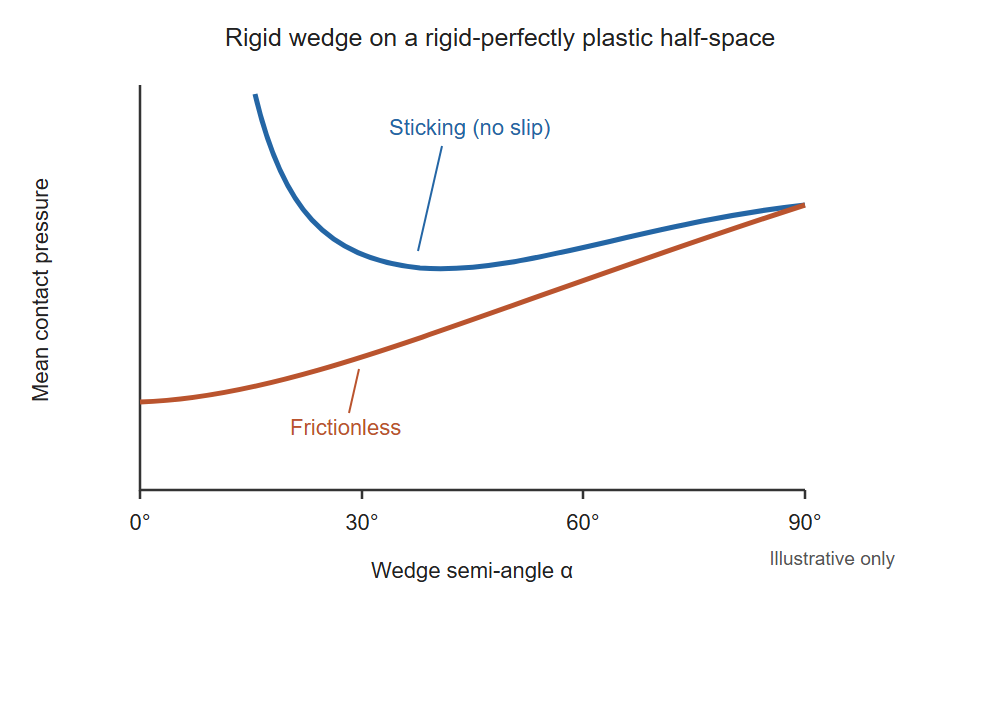 Rigid wedge on a rigid-perfectly plastic half-space
Sticking (no slip)
Mean contact pressure
Frictionless
0° 30° 60° 90°
Illustrative only
Wedge semi-angle α